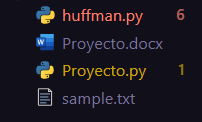 huffman.py 6
Proyecto.docx
Proyecto.py 1
sample.txt